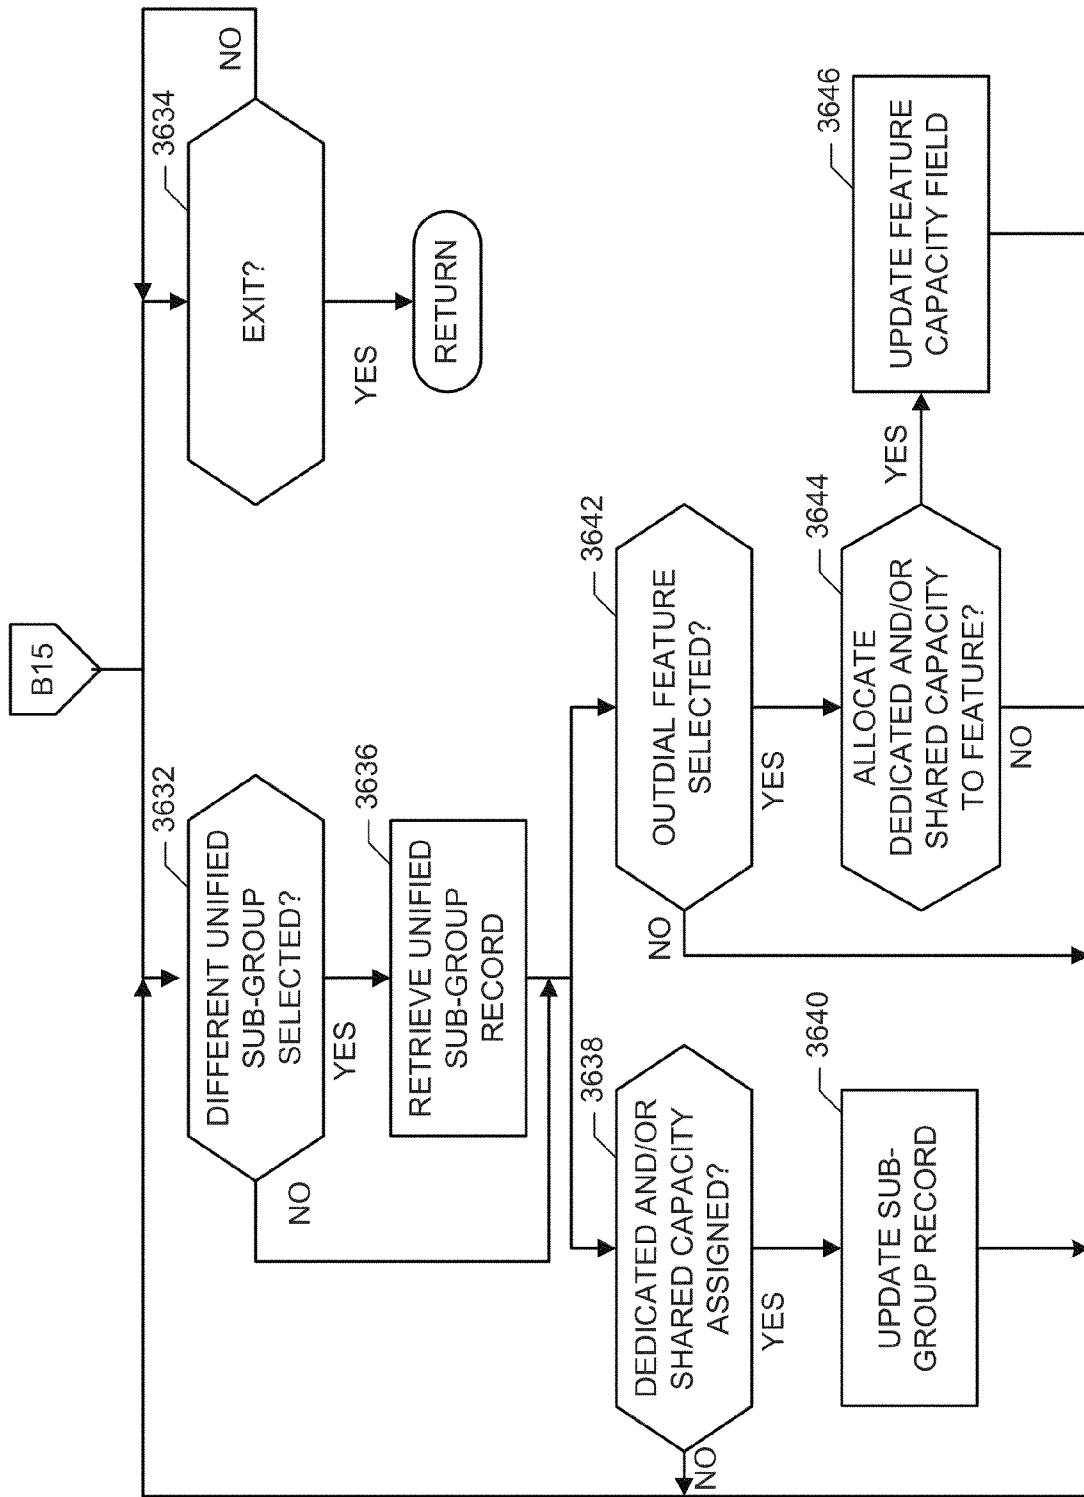 B15
3632
DIFFERENT UNIFIED
SUB-GROUP
SELECTED?
YES
NO
3634
EXIT?
NO
YES
RETURN
3636
RETRIEVE UNIFIED
SUB-GROUP
RECORD
3638
DEDICATED AND/OR
SHARED CAPACITY
ASSIGNED?
NO
YES
3640
UPDATE SUB-
GROUP RECORD
3642
OUTDIAL FEATURE
SELECTED?
NO
YES
3644
ALLOCATE
DEDICATED AND/OR
SHARED CAPACITY
TO FEATURE?
YES
NO
3646
UPDATE FEATURE
CAPACITY FIELD